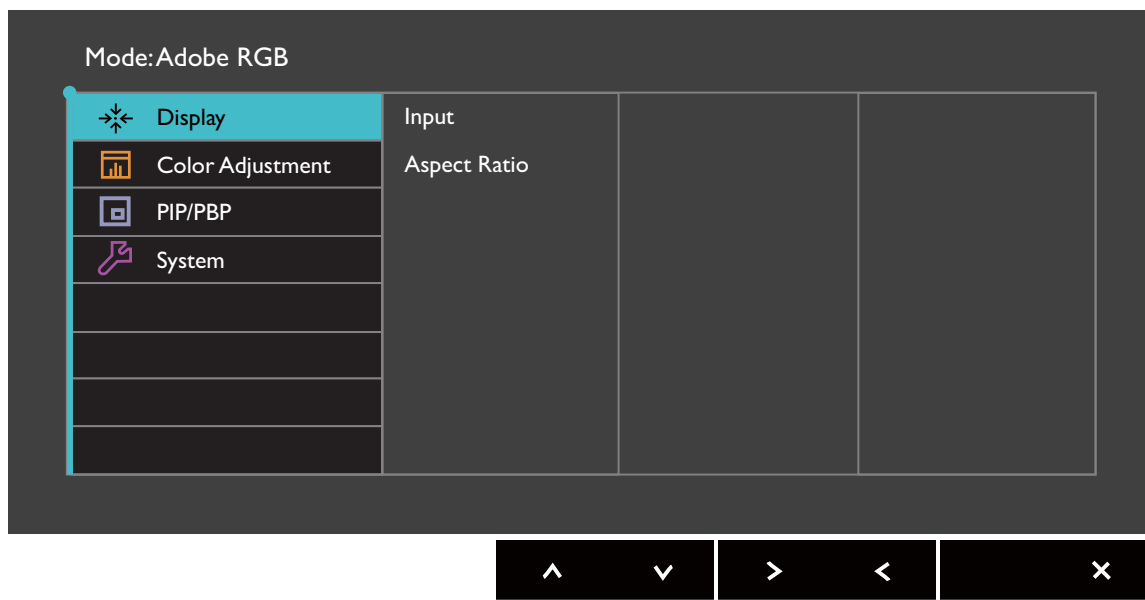 Mode: Adobe RGB
Display
Input
Color Adjustment
Aspect Ratio
PIP/PBP
System